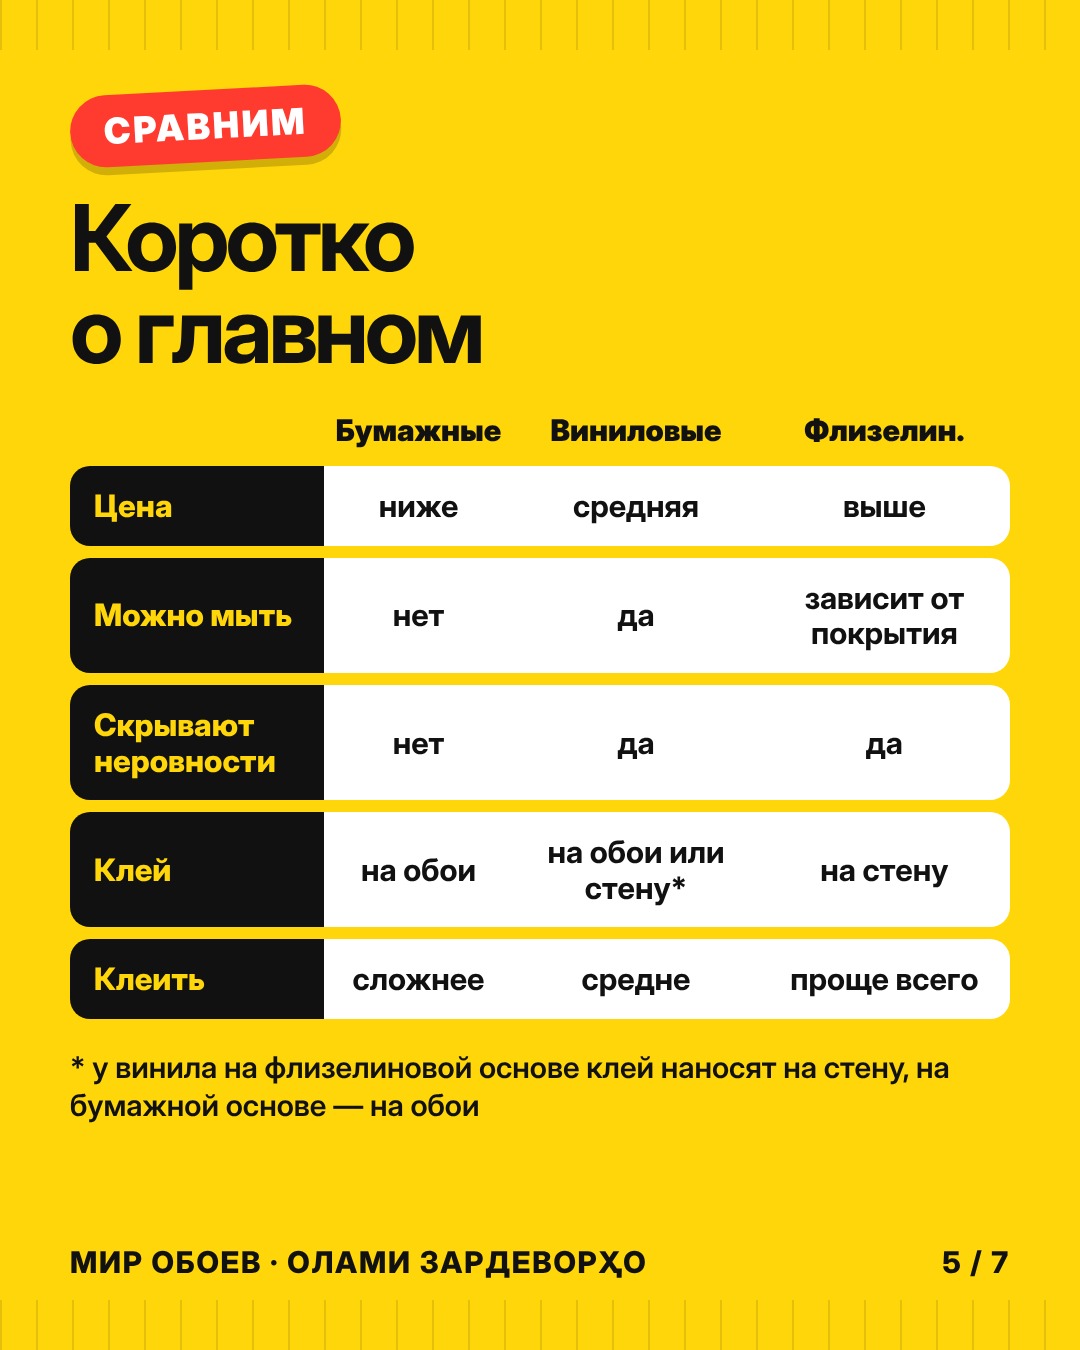 СРАВНИМ
Коротко
о главном
Бумажные Виниловые Флизелин.
Цена ниже средняя выше
Можно мыть нет да зависит от покрытия
Скрывают неровности нет да да
Клей на обои на обои или стену* на стену
Клеить сложнее средне проще всего
* у винила на флизелиновой основе клей наносят на стену, на
бумажной основе — на обои
МИР ОБОЕВ · ОЛАМИ ЗАРДЕВОРҲО 5 / 7